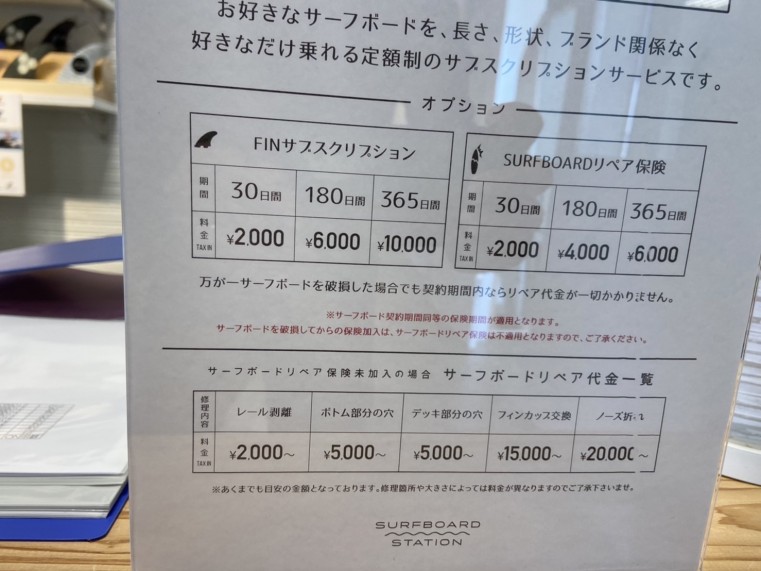 お好きなサーフボードを、長さ、形状、ブランド関係なく
好きなだけ乗れる定額制のサブスクリプションサービスです。
オプション
FINサブスクリプション
期間 30日間 180日間 365日間
料金 TAX IN ¥2,000 ¥6,000 ¥10,000
SURFBOARDリペア保険
期間 30日間 180日間 365日間
料金 TAX IN ¥2,000 ¥4,000 ¥6,000
万が一サーフボードを破損した場合でも契約期間内ならリペア代金が一切かかりません。
※サーフボード契約期間同等の保険期間が適用となります。
サーフボードを破損してからの保険加入は、サーフボードリペア保険は不適用となりますので、ご了承ください。
サーフボードリペア保険未加入の場合 サーフボードリペア代金一覧
修理内容 レール剥離 ボトム部分の穴 デッキ部分の穴 フィンカップ交換 ノーズ折れ
料金 TAX IN ¥2,000〜 ¥5,000〜 ¥5,000〜 ¥15,000〜 ¥20,000〜
※あくまでも目安の金額となっております。修理箇所や大きさによっては料金が異なりますのでご了承下さいませ。
SURFBOARD
STATION